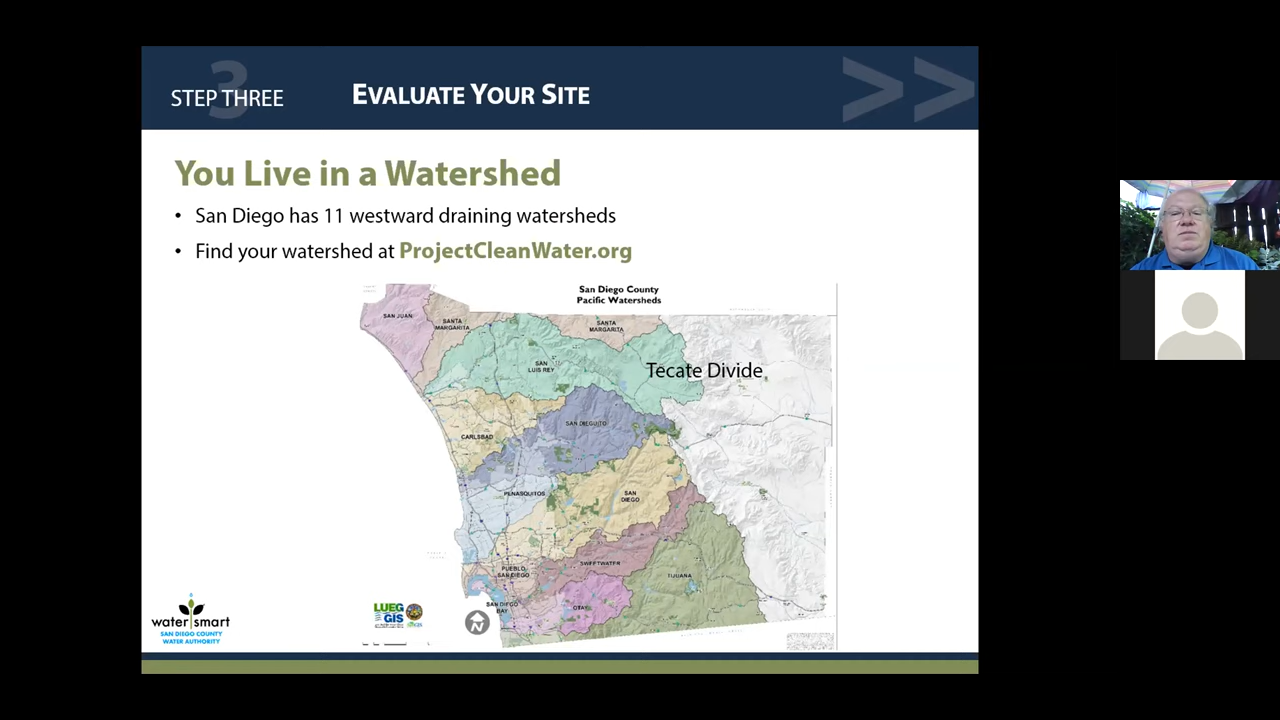 3
STEP THREE
EVALUATE YOUR SITE
>>
You Live in a Watershed
• San Diego has 11 westward draining watersheds
• Find your watershed at ProjectCleanWater.org
San Diego County
Pacific Watersheds
SAN JUAN
SANTA
MARGARITA
SANTA
MARGARITA
SAN
LUIS REY
Tecate Divide
SAN DIEGUITO
CARLSBAD
PENASQUITOS
SAN
DIEGO
SWEETWATER
PUEBLO
SAN DIEGO
TIJUANA
SAN DIEGO
BAY
OTAY
LUEG
GIS
N
water smart
SAN DIEGO COUNTY
WATER AUTHORITY